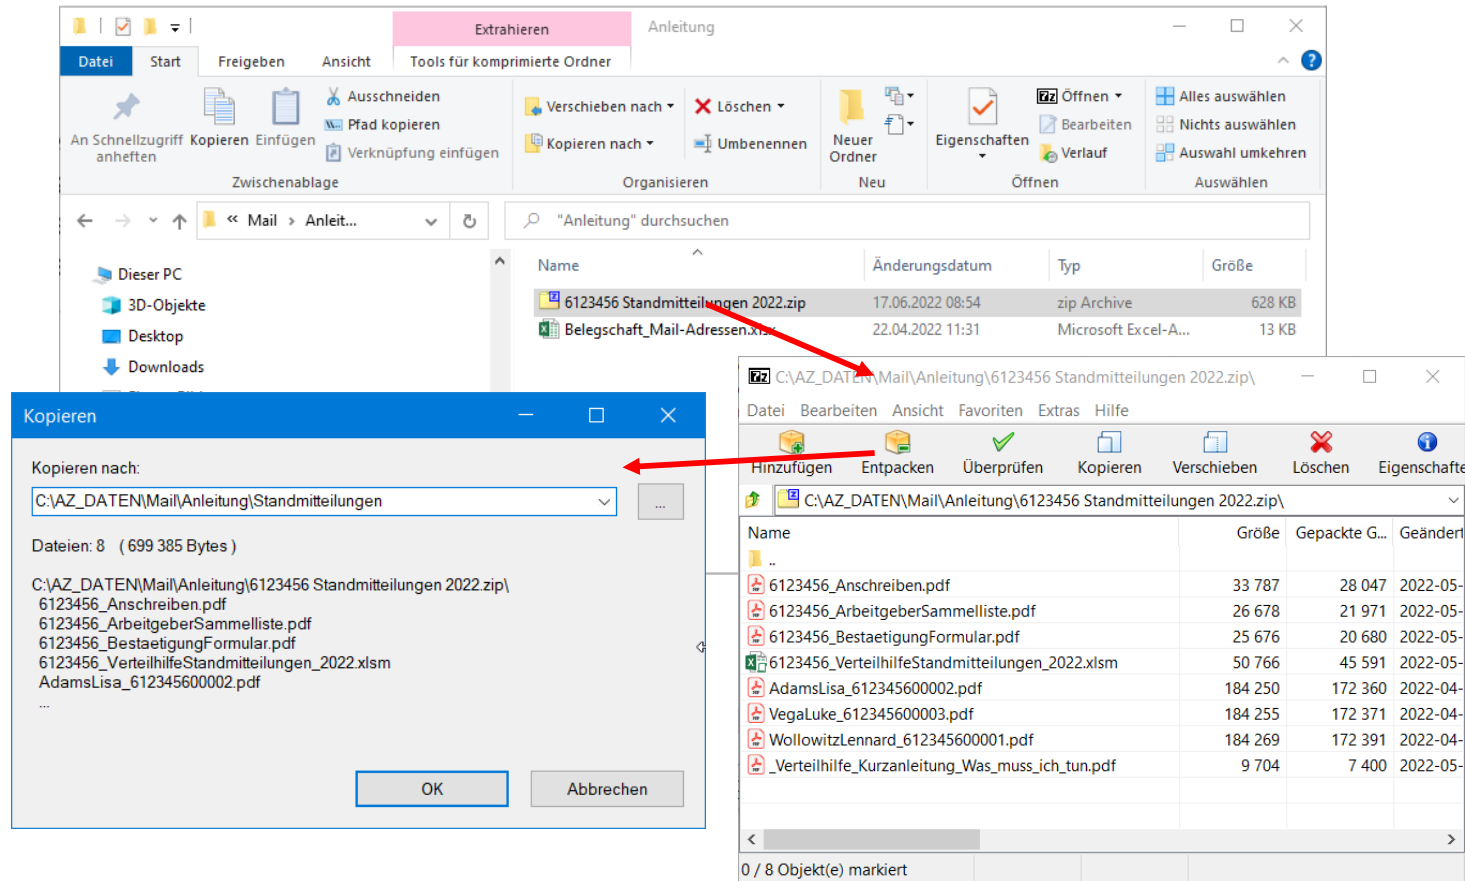 Extrahieren
Anleitung
Datei Start Freigeben Ansicht Tools für komprimierte Ordner
An Schnellzugriff anheften
Kopieren
Einfügen
Ausschneiden
Pfad kopieren
Verknüpfung einfügen
Zwischenablage
Verschieben nach
Kopieren nach
Löschen
Umbenennen
Organisieren
Neuer Ordner
Neu
Eigenschaften
Öffnen
Bearbeiten
Verlauf
Öffnen
Alles auswählen
Nichts auswählen
Auswahl umkehren
Auswählen
« Mail › Anleit...
"Anleitung" durchsuchen
Dieser PC
3D-Objekte
Desktop
Downloads
Name Änderungsdatum Typ Größe
6123456 Standmitteilungen 2022.zip 17.06.2022 08:54 zip Archive 628 KB
Belegschaft_Mail-Adressen.xlsx 22.04.2022 11:31 Microsoft Excel-A... 13 KB
Kopieren
Kopieren nach:
C:\AZ_DATEN\Mail\Anleitung\Standmitteilungen
...
Dateien: 8 ( 699 385 Bytes )
C:\AZ_DATEN\Mail\Anleitung\6123456 Standmitteilungen 2022.zip\
6123456_Anschreiben.pdf
6123456_ArbeitgeberSammelliste.pdf
6123456_BestaetigungFormular.pdf
6123456_VerteilhilfeStandmitteilungen_2022.xlsm
AdamsLisa_612345600002.pdf
...
OK Abbrechen
7z C:\AZ_DATEN\Mail\Anleitung\6123456 Standmitteilungen 2022.zip\
Datei Bearbeiten Ansicht Favoriten Extras Hilfe
Hinzufügen Entpacken Überprüfen Kopieren Verschieben Löschen Eigenschafte
C:\AZ_DATEN\Mail\Anleitung\6123456 Standmitteilungen 2022.zip\
Name Größe Gepackte G... Geändert
..
6123456_Anschreiben.pdf 33 787 28 047 2022-05-
6123456_ArbeitgeberSammelliste.pdf 26 678 21 971 2022-05-
6123456_BestaetigungFormular.pdf 25 676 20 680 2022-05-
6123456_VerteilhilfeStandmitteilungen_2022.xlsm 50 766 45 591 2022-05-
AdamsLisa_612345600002.pdf 184 250 172 360 2022-04-
VegaLuke_612345600003.pdf 184 255 172 371 2022-04-
WollowitzLennard_612345600001.pdf 184 269 172 391 2022-04-
_Verteilhilfe_Kurzanleitung_Was_muss_ich_tun.pdf 9 704 7 400 2022-05-
0 / 8 Objekt(e) markiert